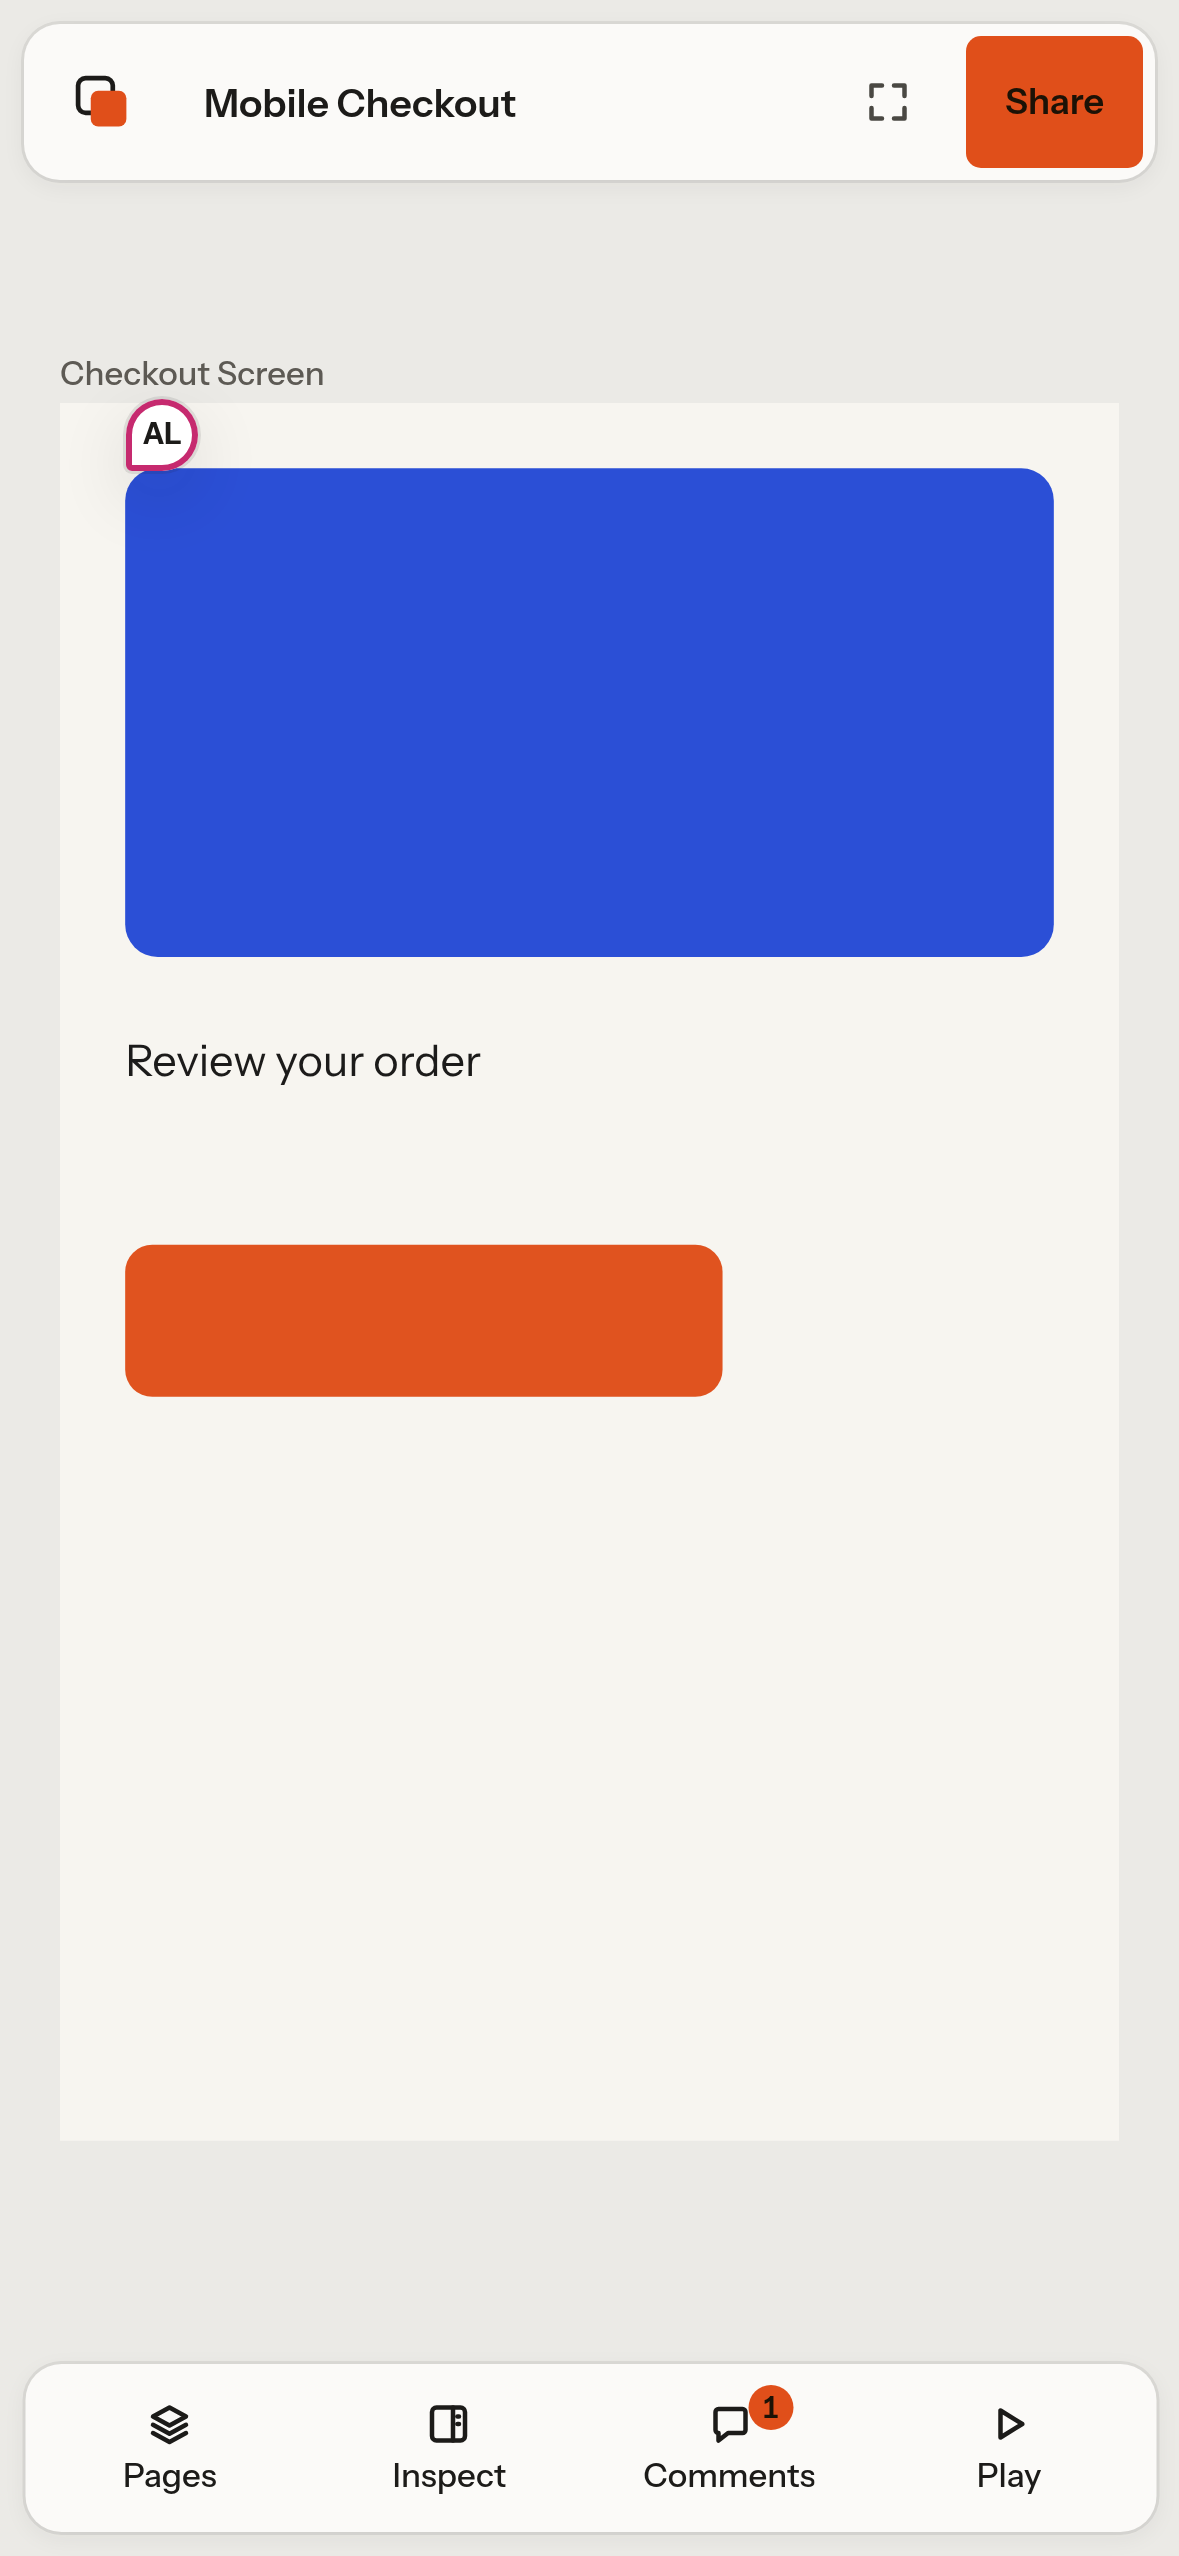 Mobile Checkout
Share
Checkout Screen
AL
Review your order
1
Pages
Inspect
Comments
Play